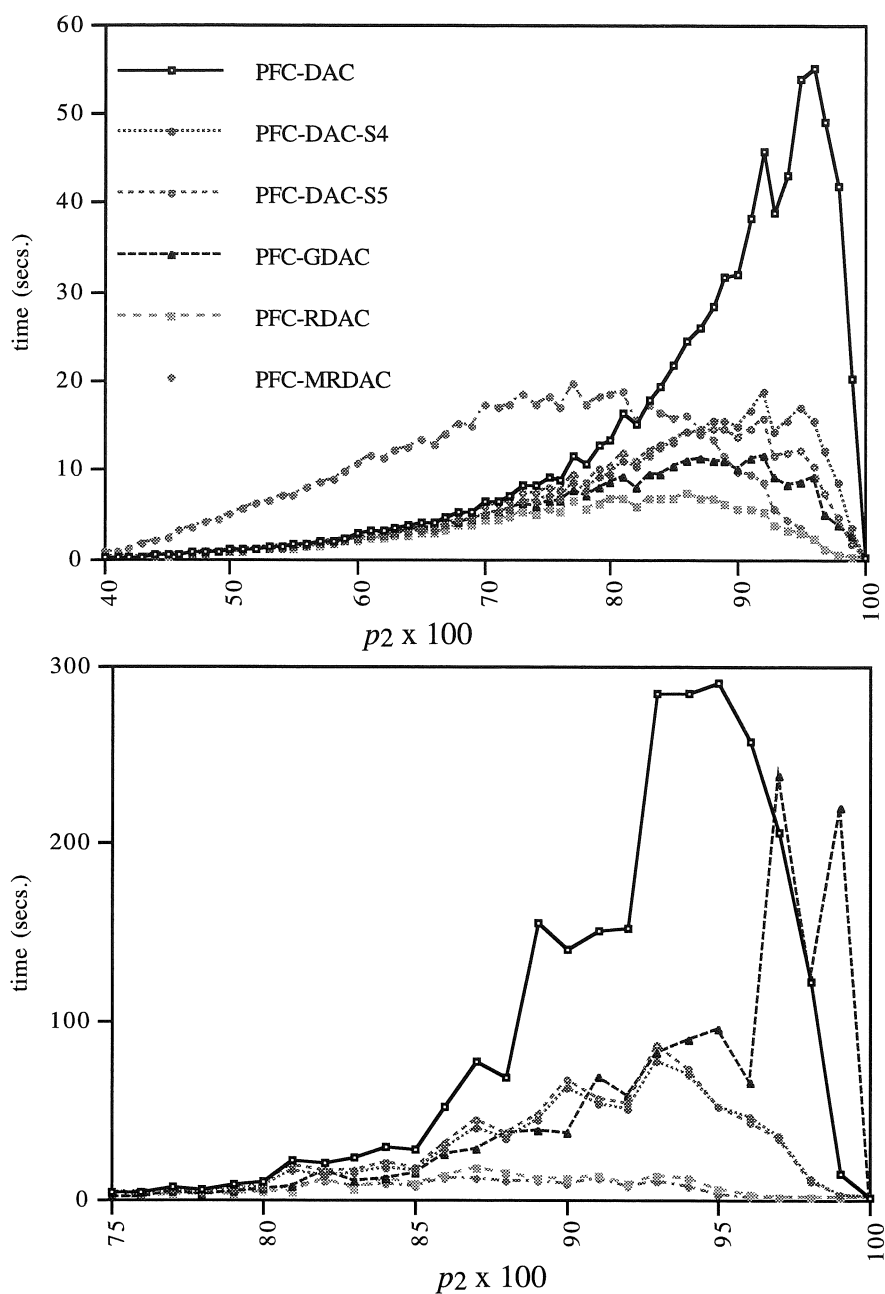 60
50
40
30
20
10
0
time (secs.)
PFC-DAC
PFC-DAC-S4
PFC-DAC-S5
PFC-GDAC
PFC-RDAC
PFC-MRDAC
40
50
60
70
80
90
100
p2 x 100
300
200
100
0
time (secs.)
75
80
85
90
95
100
p2 x 100